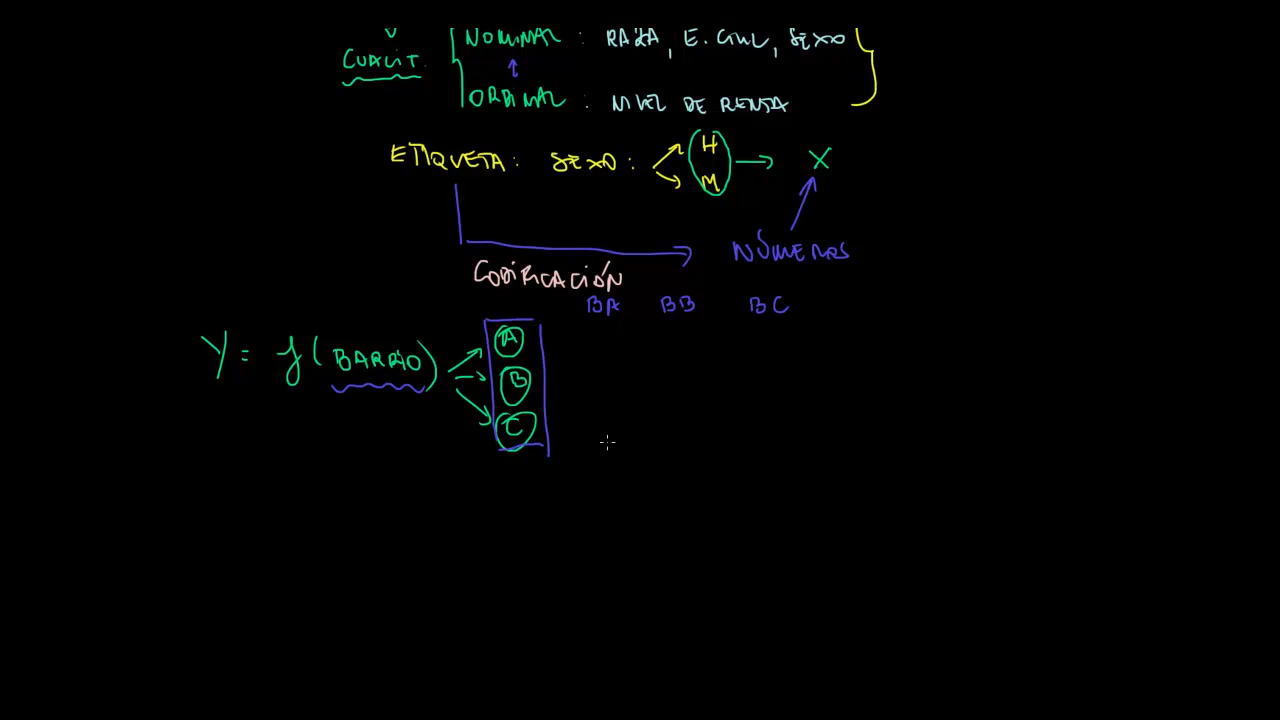 NOMINAL : RAZA, E. CIVIL, SEXO
CUALIT.
ORDINAL : NIVEL DE RENTA
ETIQUETA : SEXO : H
M
X
NÚMEROS
CODIFICACIÓN
BA BB BC
Y = f(BARRIO)
A
B
C